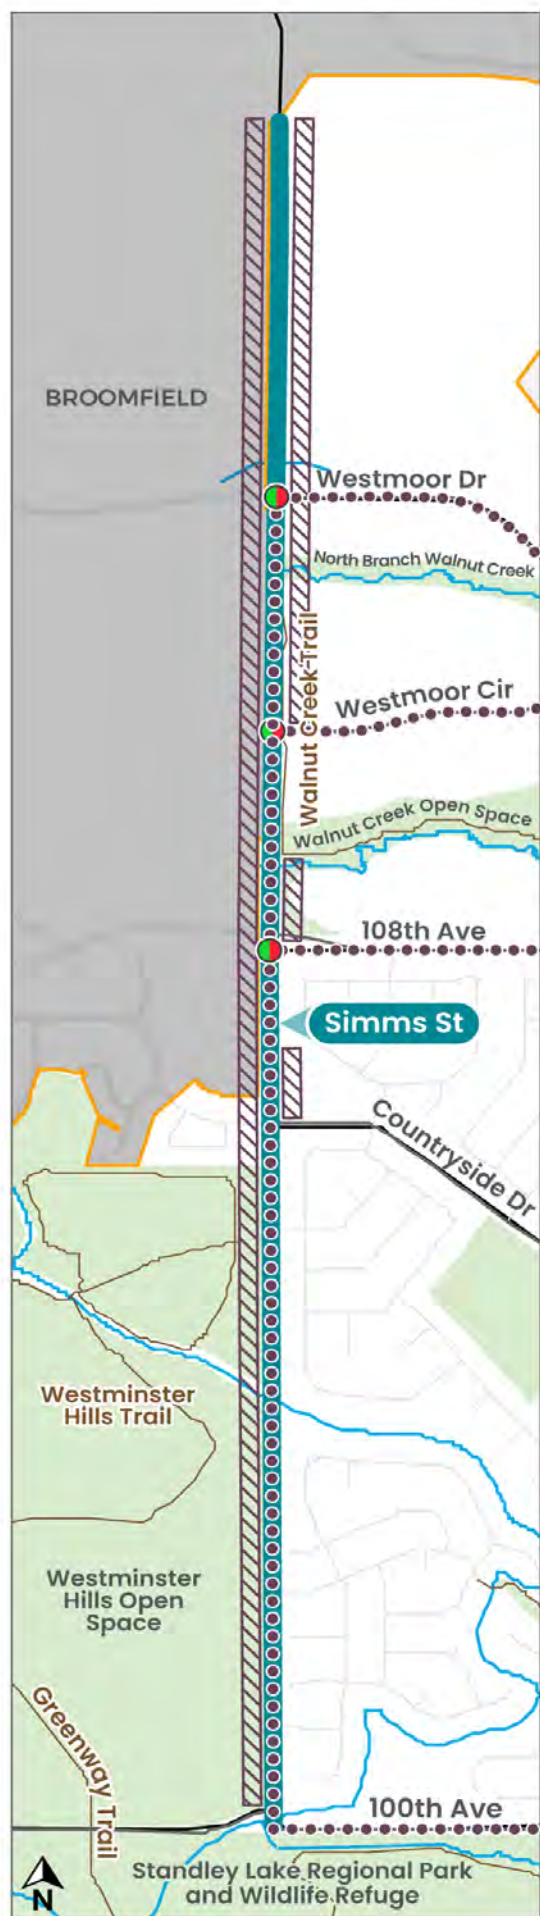 BROOMFIELD
Westmoor Dr
North Branch Walnut Creek
Walnut Creek Trail
Westmoor Cir
Walnut Creek Open Space
108th Ave
Simms St
Countryside Dr
Westminster
Hills Trail
Westminster
Hills Open
Space
Greenway Trail
100th Ave
Standley Lake Regional Park
and Wildlife Refuge
N